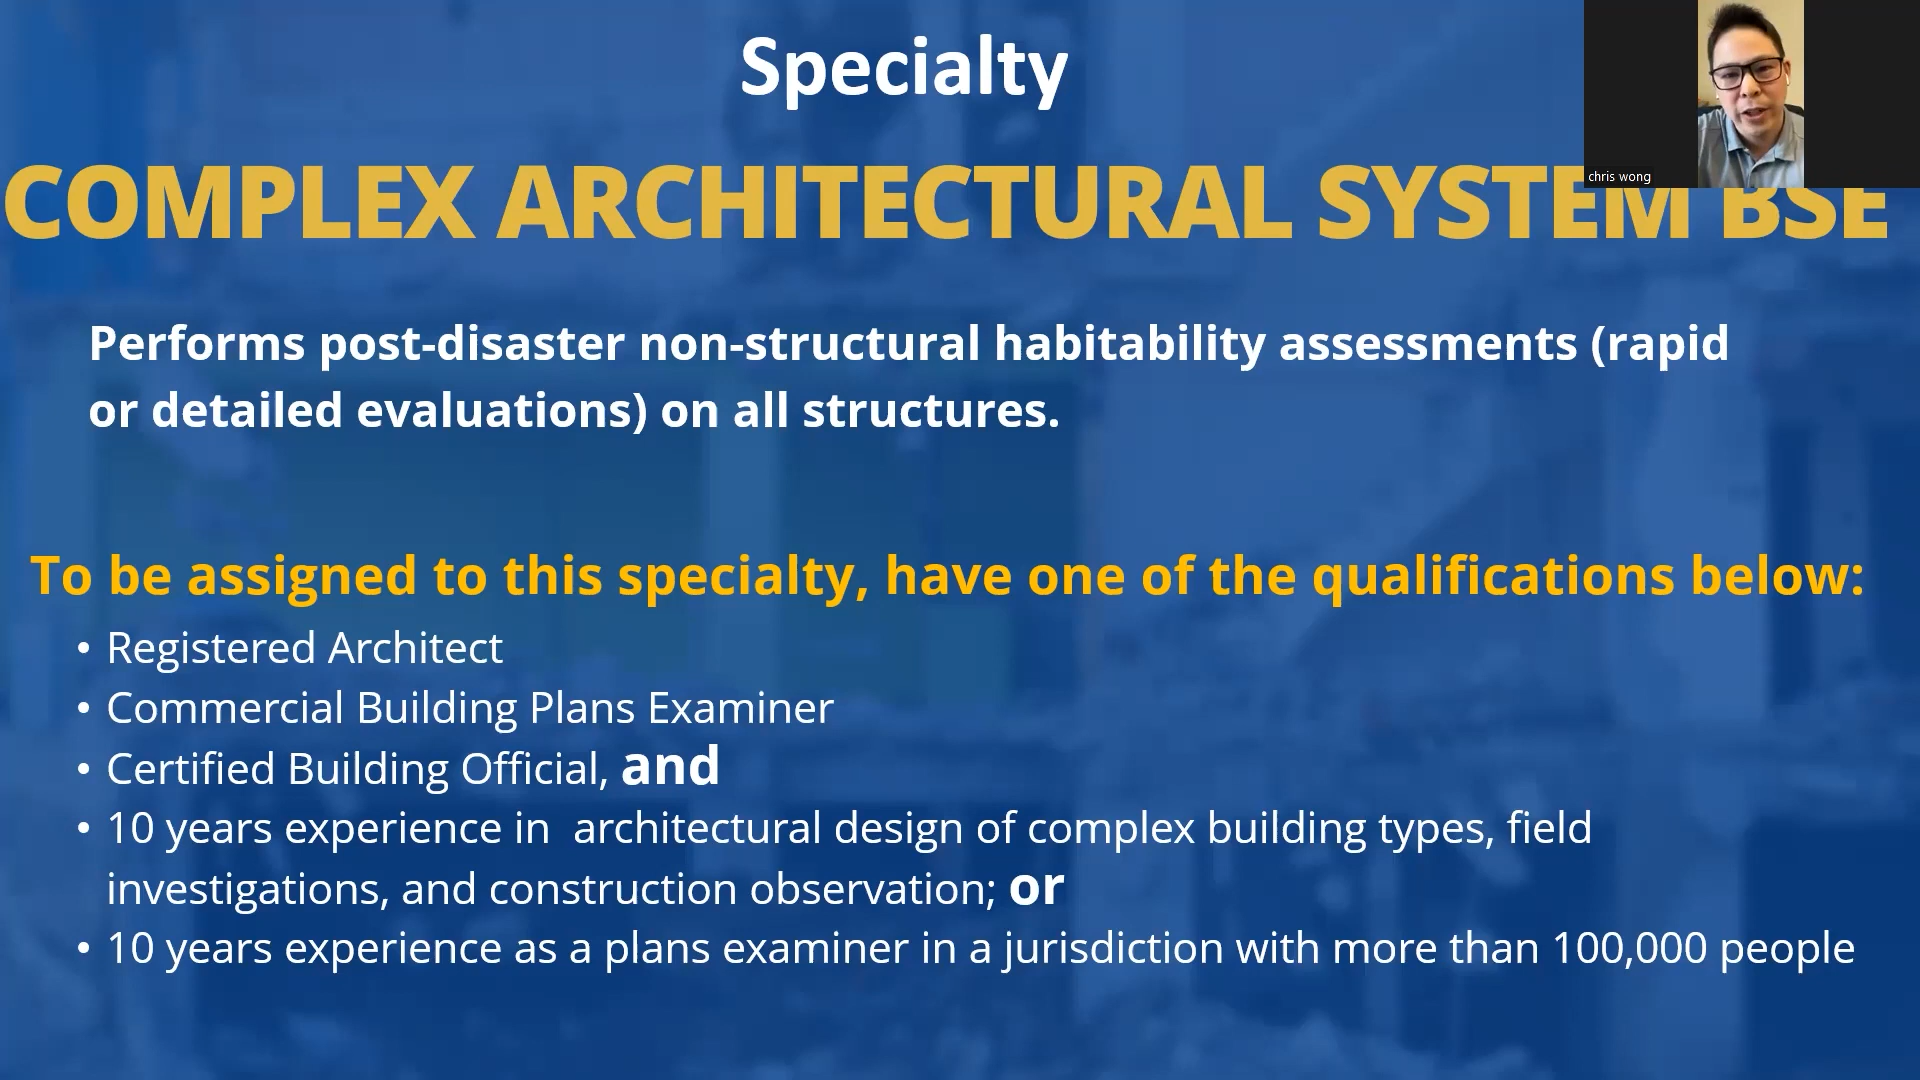 Specialty
chris wong
COMPLEX ARCHITECTURAL SYSTEM BSE
Performs post-disaster non-structural habitability assessments (rapid
or detailed evaluations) on all structures.
To be assigned to this specialty, have one of the qualifications below:
• Registered Architect
• Commercial Building Plans Examiner
• Certified Building Official, and
• 10 years experience in  architectural design of complex building types, field
investigations, and construction observation; or
• 10 years experience as a plans examiner in a jurisdiction with more than 100,000 people